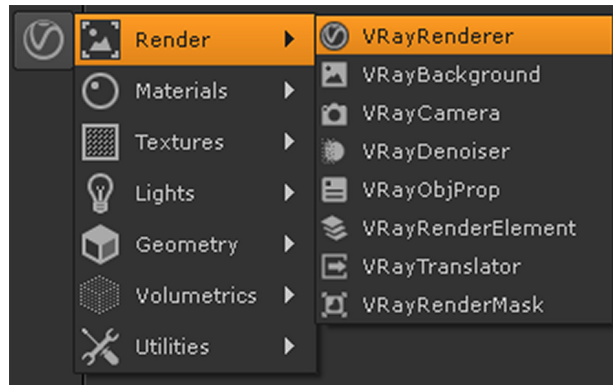 Render
Materials
Textures
Lights
Geometry
Volumetrics
Utilities
VRayRenderer
VRayBackground
VRayCamera
VRayDenoiser
VRayObjProp
VRayRenderElement
VRayTranslator
VRayRenderMask